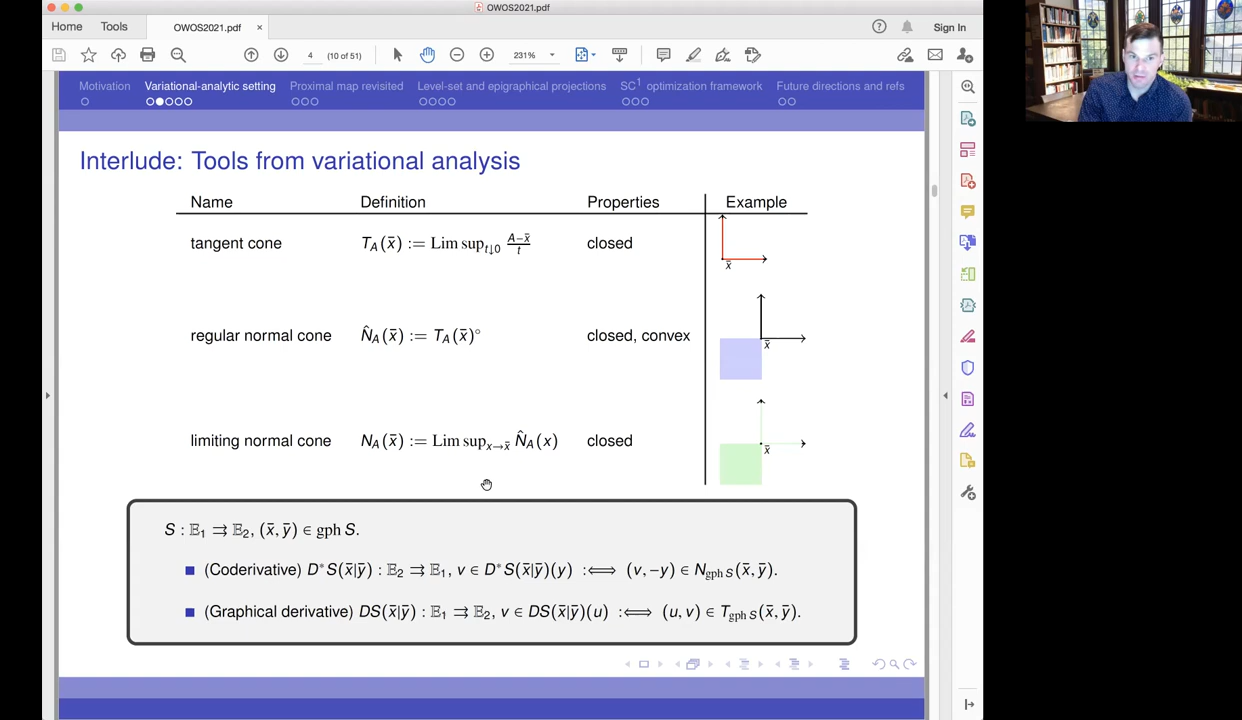 OWOS2021.pdf
Home Tools OWOS2021.pdf × Sign In
4 (10 of 51) 231%
Motivation Variational-analytic setting Proximal map revisited Level-set and epigraphical projections SC¹ optimization framework Future directions and refs
Interlude: Tools from variational analysis
Name Definition Properties Example
tangent cone T_A(x̄) := Lim sup_{t↓0} (A−x̄)/t closed
x̄
regular normal cone N̂_A(x̄) := T_A(x̄)° closed, convex
x̄
limiting normal cone N_A(x̄) := Lim sup_{x→x̄} N̂_A(x) closed
x̄
S : 𝔼₁ ⇉ 𝔼₂, (x̄, ȳ) ∈ gph S.
(Coderivative) D*S(x̄|ȳ) : 𝔼₂ ⇉ 𝔼₁, v ∈ D*S(x̄|ȳ)(y) :⟺ (v, −y) ∈ N_{gph S}(x̄, ȳ).
(Graphical derivative) DS(x̄|ȳ) : 𝔼₁ ⇉ 𝔼₂, v ∈ DS(x̄|ȳ)(u) :⟺ (u, v) ∈ T_{gph S}(x̄, ȳ).